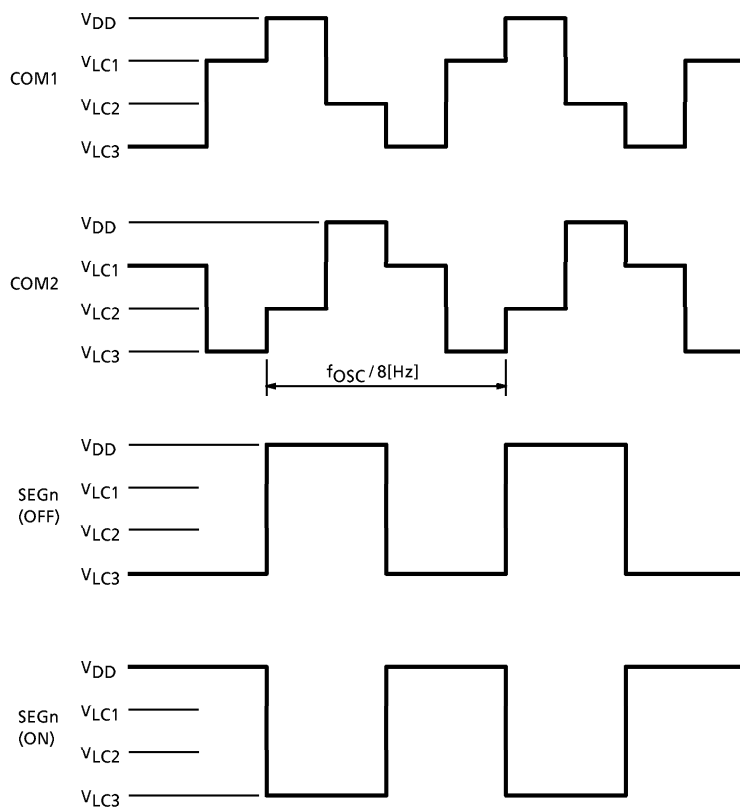 VDD
VLC1
COM1
VLC2
VLC3
VDD
VLC1
COM2
VLC2
VLC3
fOSC / 8[Hz]
VDD
VLC1
SEGn
(OFF)
VLC2
VLC3
VDD
VLC1
SEGn
(ON)
VLC2
VLC3